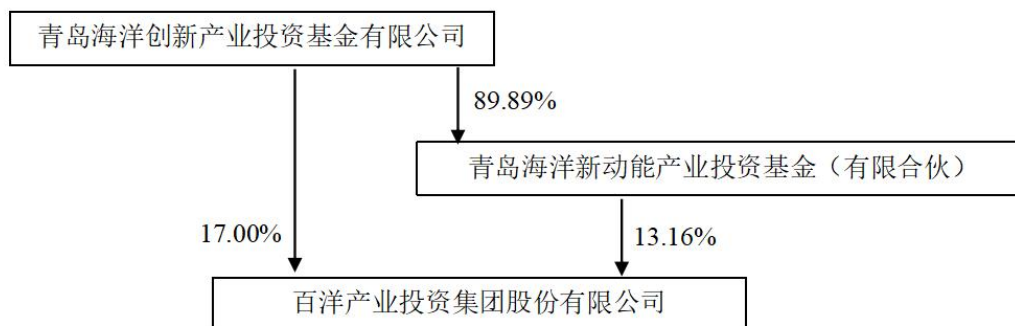 青岛海洋创新产业投资基金有限公司
89.89%
青岛海洋新动能产业投资基金（有限合伙）
17.00%
13.16%
百洋产业投资集团股份有限公司